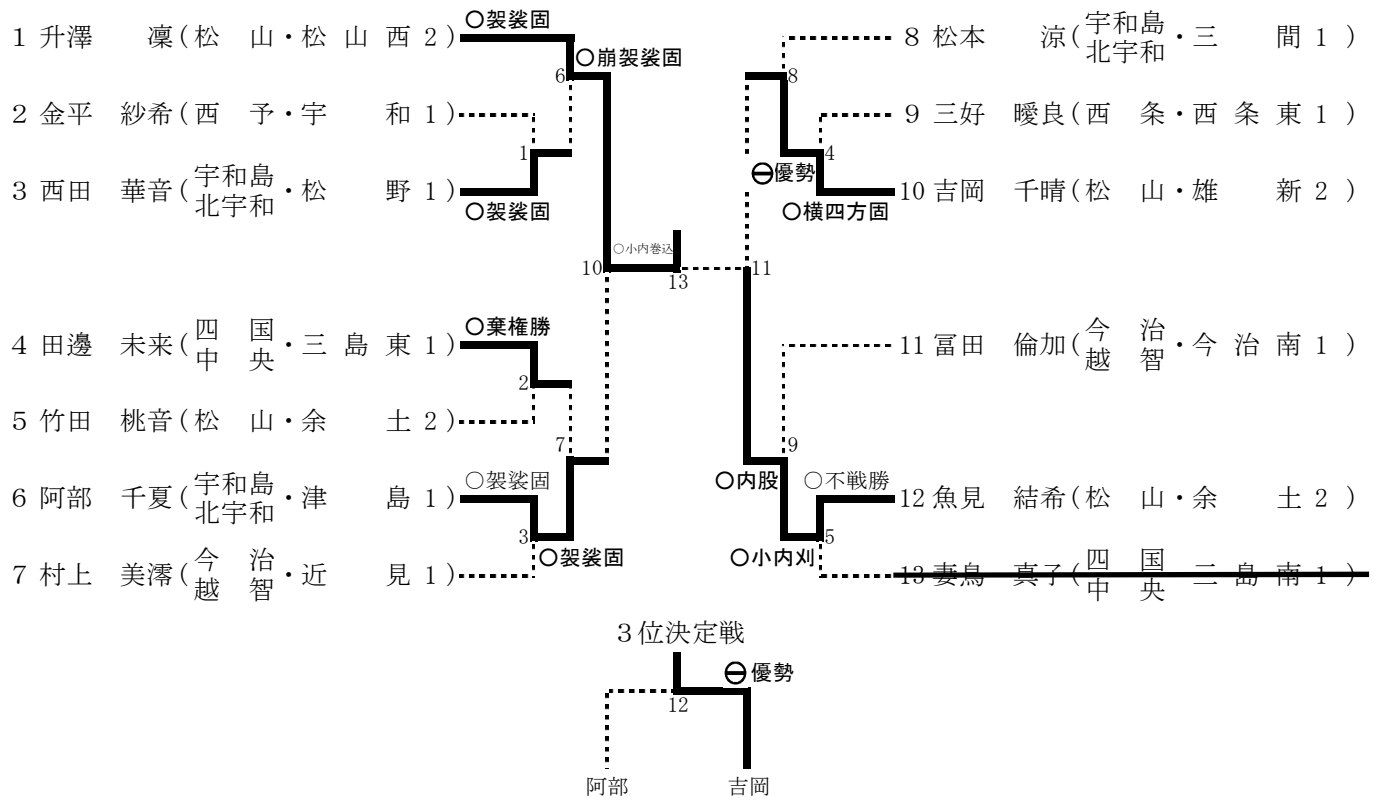 ○袈裟固
1 升澤 凜(松山・松山西2)
○崩袈裟固
6
2 金平 紗希(西予・宇和1)
1
3 西田 華音(宇和島北宇和・松野1)
○袈裟固
10
○小内巻込
13
4 田邊 未来(四国中央・三島東1)
○棄権勝
2
5 竹田 桃音(松山・余土2)
7
6 阿部 千夏(宇和島北宇和・津島1)
○袈裟固
3
○袈裟固
7 村上 美澪(今治越智・近見1)
8 松本 涼(宇和島北宇和・三間1)
8
9 三好 曖良(西条・西条東1)
4
優勢
10 吉岡 千晴(松山・雄新2)
○横四方固
11
11 冨田 倫加(今治越智・今治南1)
9
○内股
○不戦勝
12 魚見 結希(松山・余土2)
5
○小内刈
13 妻鳥 真子(四国中央 三島南1)
3位決定戦
優勢
12
阿部
吉岡